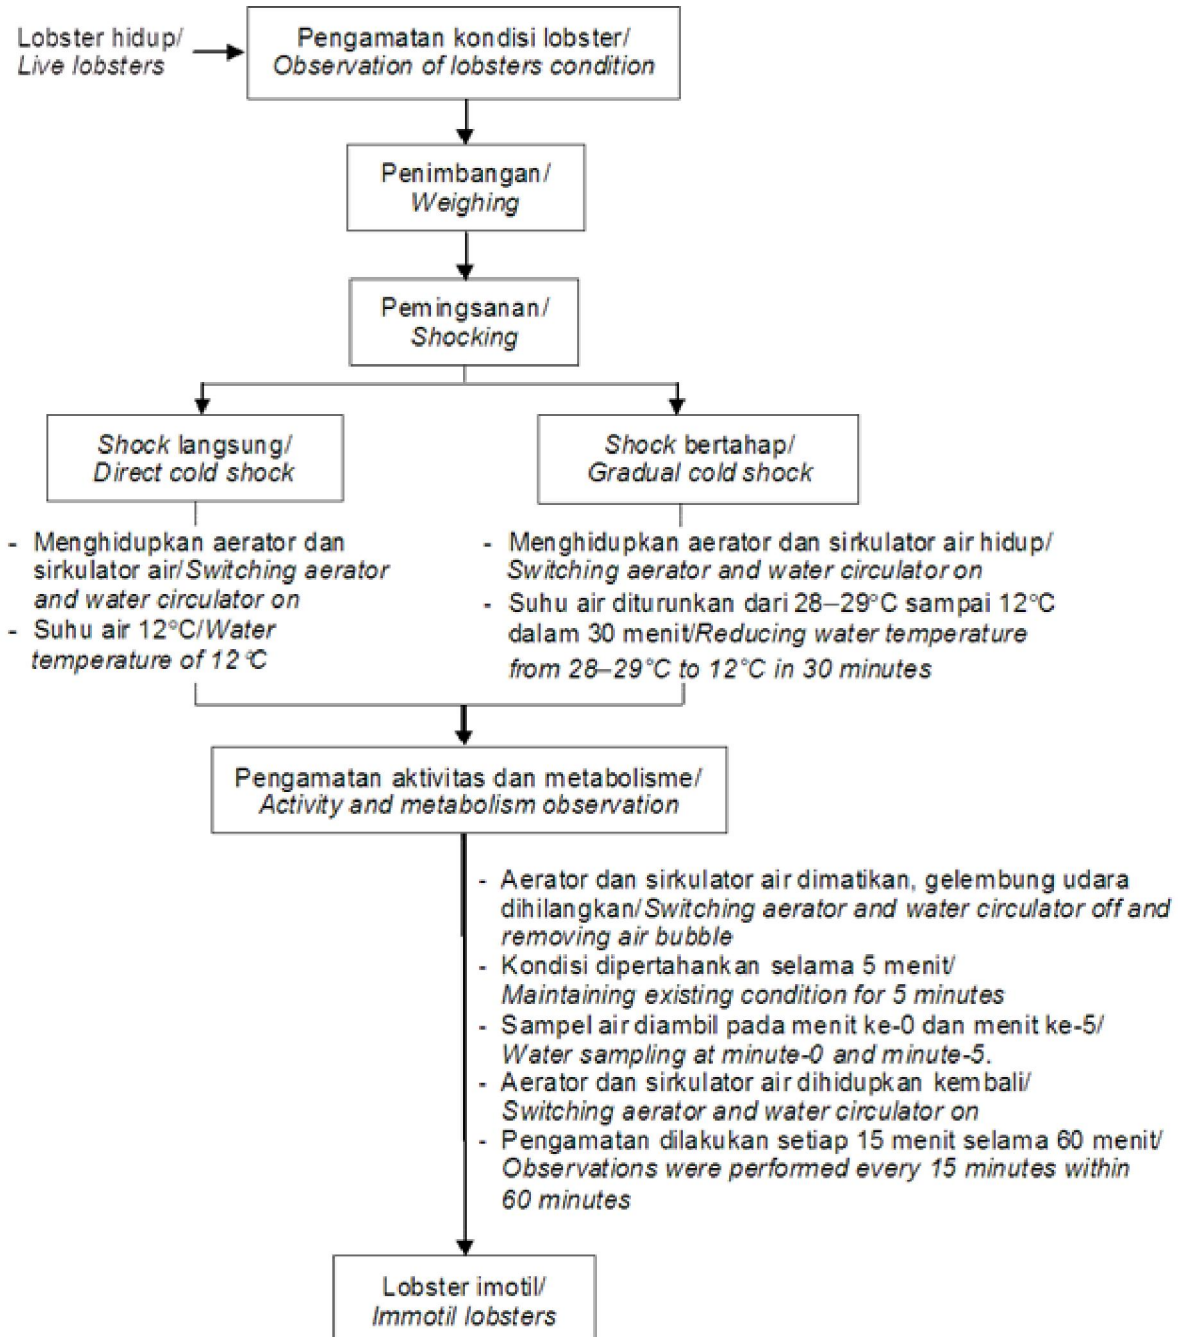 Lobster hidup/
Live lobsters
Pengamatan kondisi lobster/
Observation of lobsters condition
Penimbangan/
Weighing
Pemingsanan/
Shocking
Shock langsung/
Direct cold shock
Shock bertahap/
Gradual cold shock
- Menghidupkan aerator dan
sirkulator air/Switching aerator
and water circulator on
- Suhu air 12°C/Water
temperature of 12°C
- Menghidupkan aerator dan sirkulator air hidup/
Switching aerator and water circulator on
- Suhu air diturunkan dari 28–29°C sampai 12°C
dalam 30 menit/Reducing water temperature
from 28–29°C to 12°C in 30 minutes
Pengamatan aktivitas dan metabolisme/
Activity and metabolism observation
- Aerator dan sirkulator air dimatikan, gelembung udara
dihilangkan/Switching aerator and water circulator off and
removing air bubble
- Kondisi dipertahankan selama 5 menit/
Maintaining existing condition for 5 minutes
- Sampel air diambil pada menit ke-0 dan menit ke-5/
Water sampling at minute-0 and minute-5.
- Aerator dan sirkulator air dihidupkan kembali/
Switching aerator and water circulator on
- Pengamatan dilakukan setiap 15 menit selama 60 menit/
Observations were performed every 15 minutes within
60 minutes
Lobster imotil/
Immotil lobsters